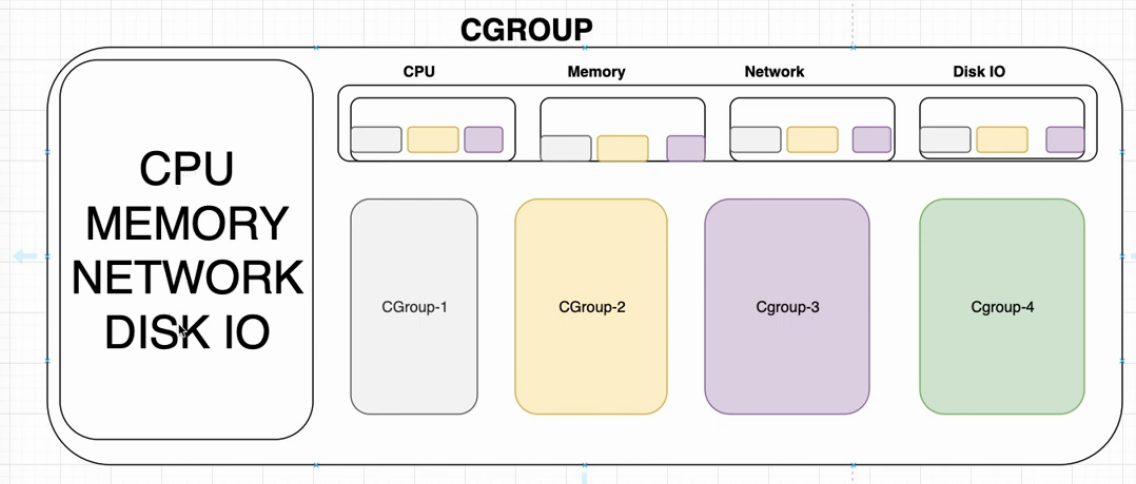 CGROUP
CPU Memory Network Disk IO
CPU
MEMORY
NETWORK
DISK IO
CGroup-1 CGroup-2 Cgroup-3 Cgroup-4